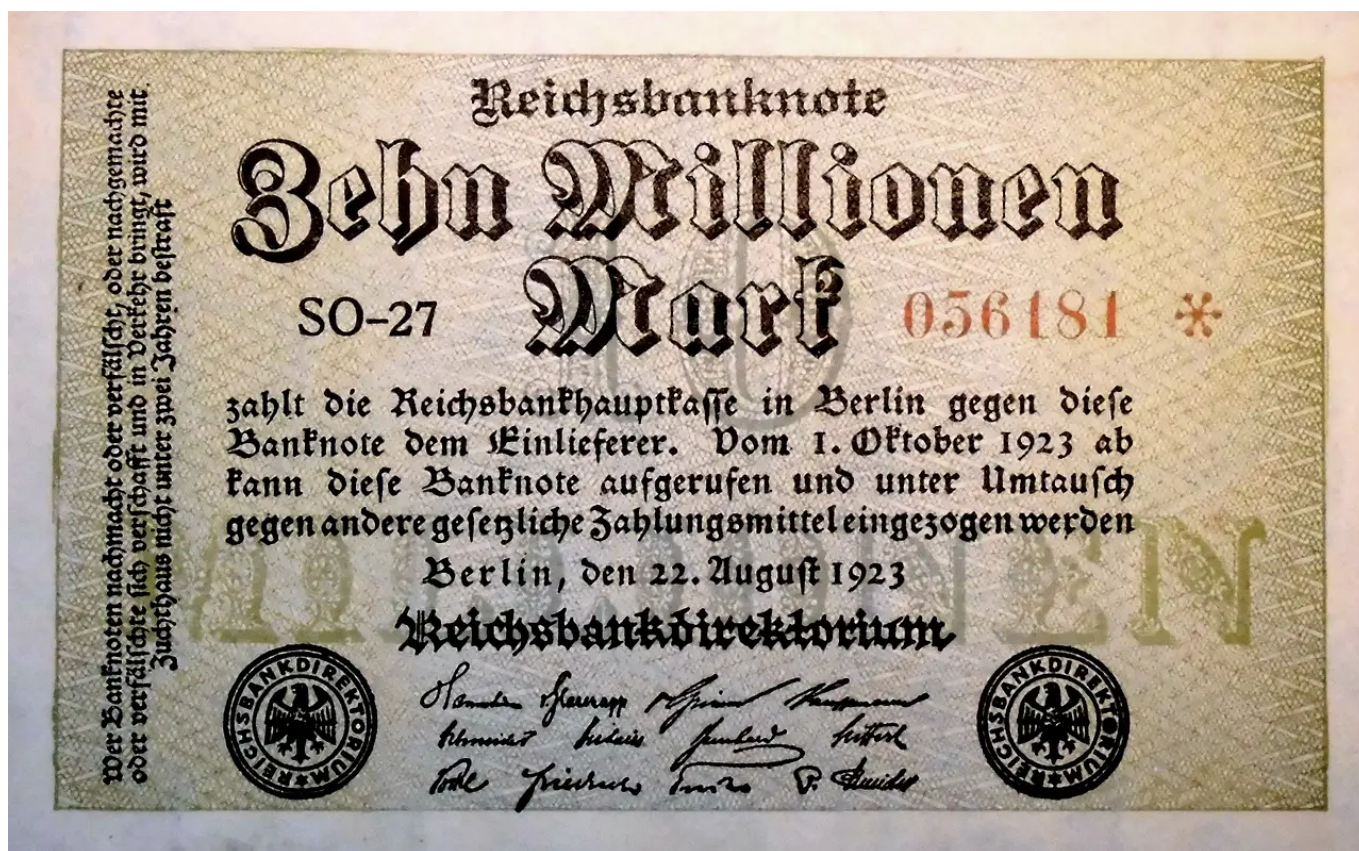 Reichsbanknote
Zehn Millionen
Mark
SO-27
056181 *
zahlt die Reichsbankhauptkasse in Berlin gegen diese
Banknote dem Einlieferer. Vom 1. Oktober 1923 ab
kann diese Banknote aufgerufen und unter Umtausch
gegen andere gesetzliche Zahlungsmittel eingezogen werden
Berlin, den 22. August 1923
Reichsbankdirektorium
REICHSBANKDIREKTORIUM
REICHSBANKDIREKTORIUM
Wer Banknoten nachmacht oder verfälscht, oder nachgemachte
oder verfälschte sich verschafft und in Verkehr bringt, wird mit
Zuchthaus nicht unter zwei Jahren bestraft
10